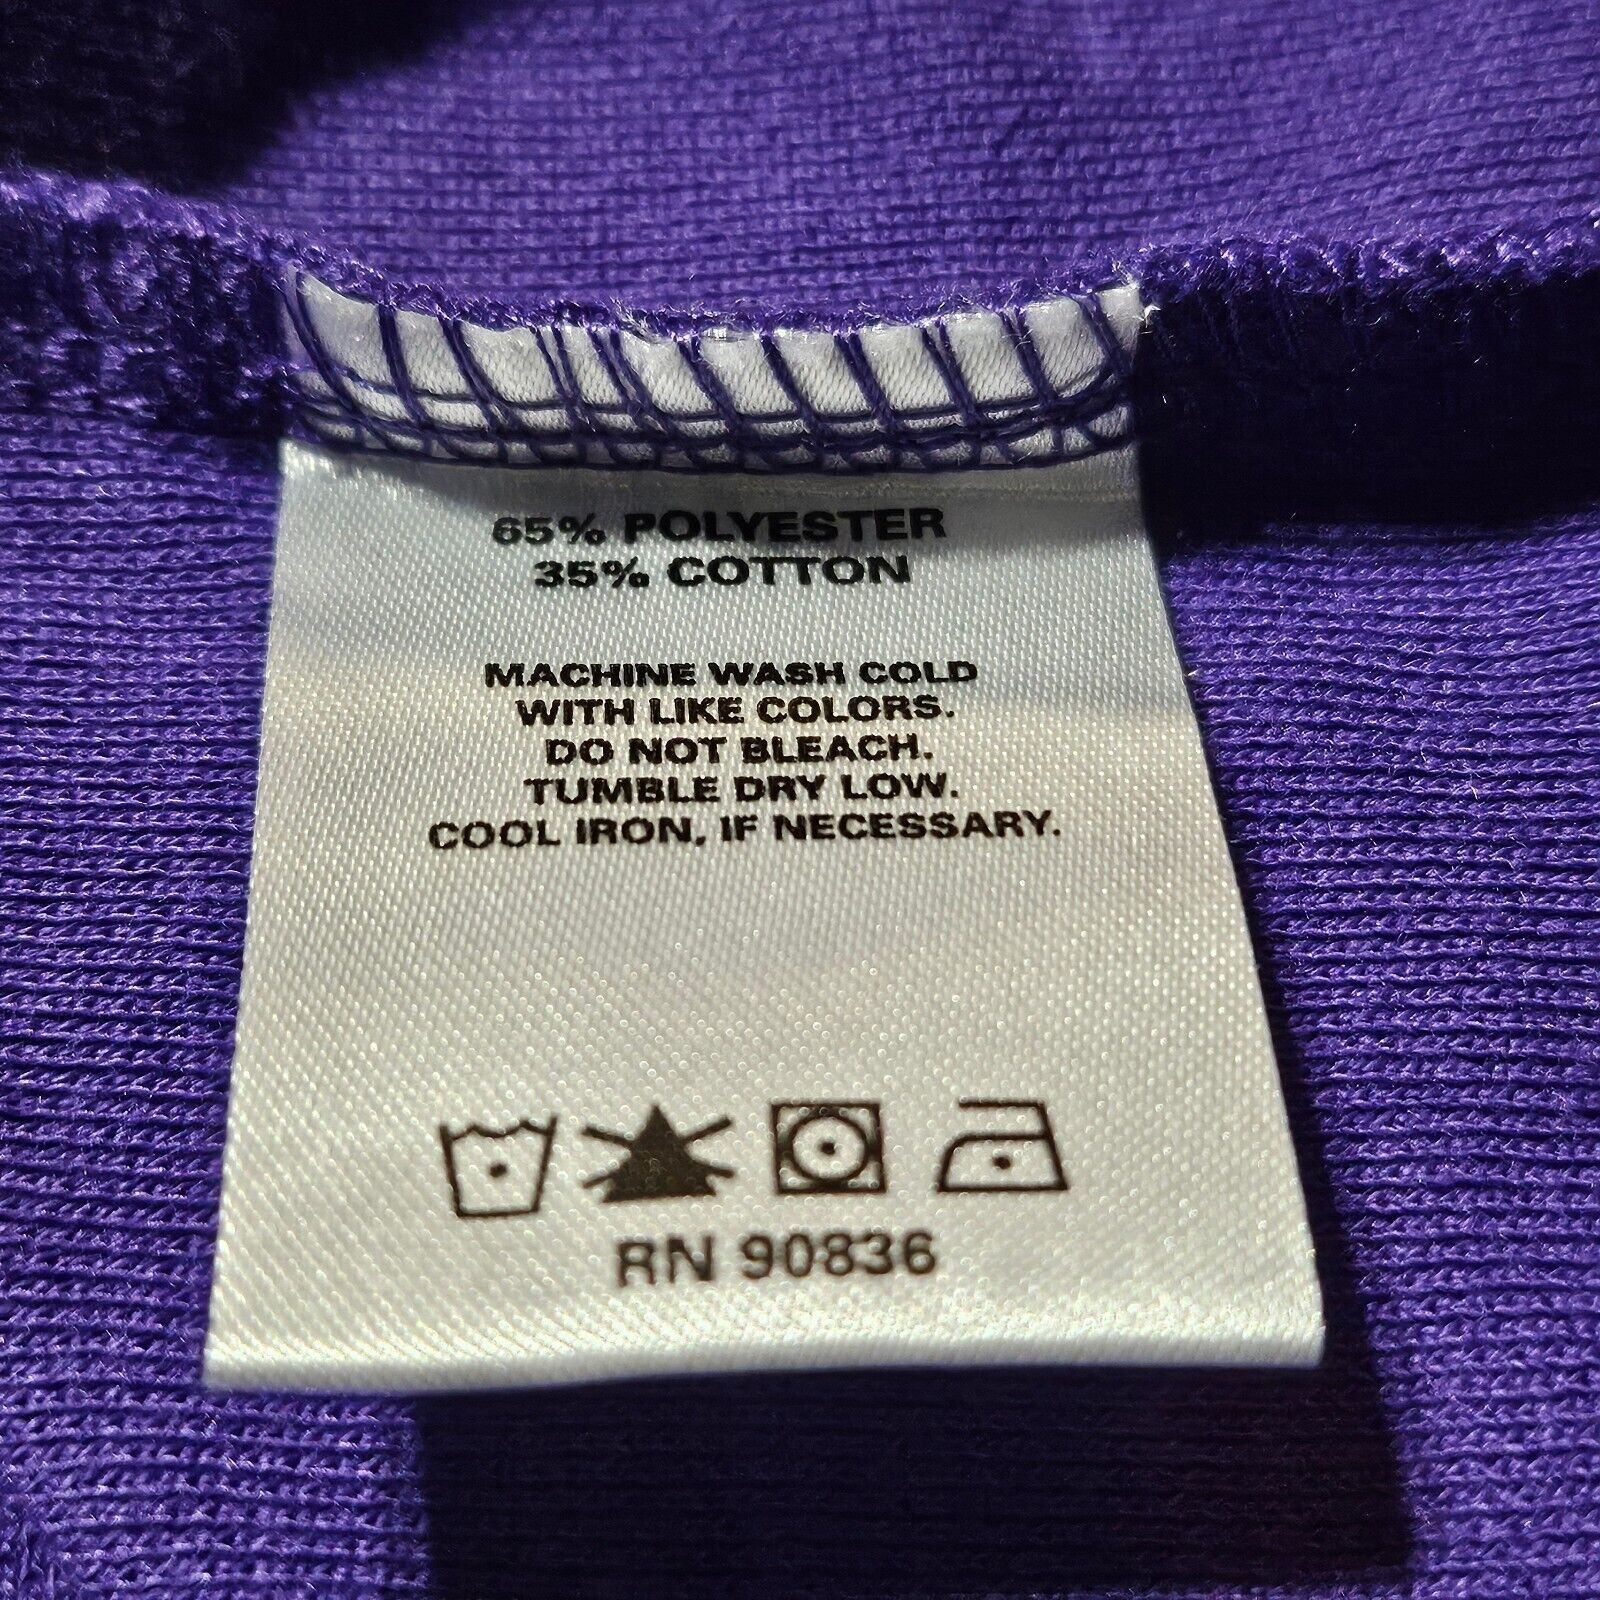 65% POLYESTER
35% COTTON
MACHINE WASH COLD
WITH LIKE COLORS.
DO NOT BLEACH.
TUMBLE DRY LOW.
COOL IRON, IF NECESSARY.
RN 90836